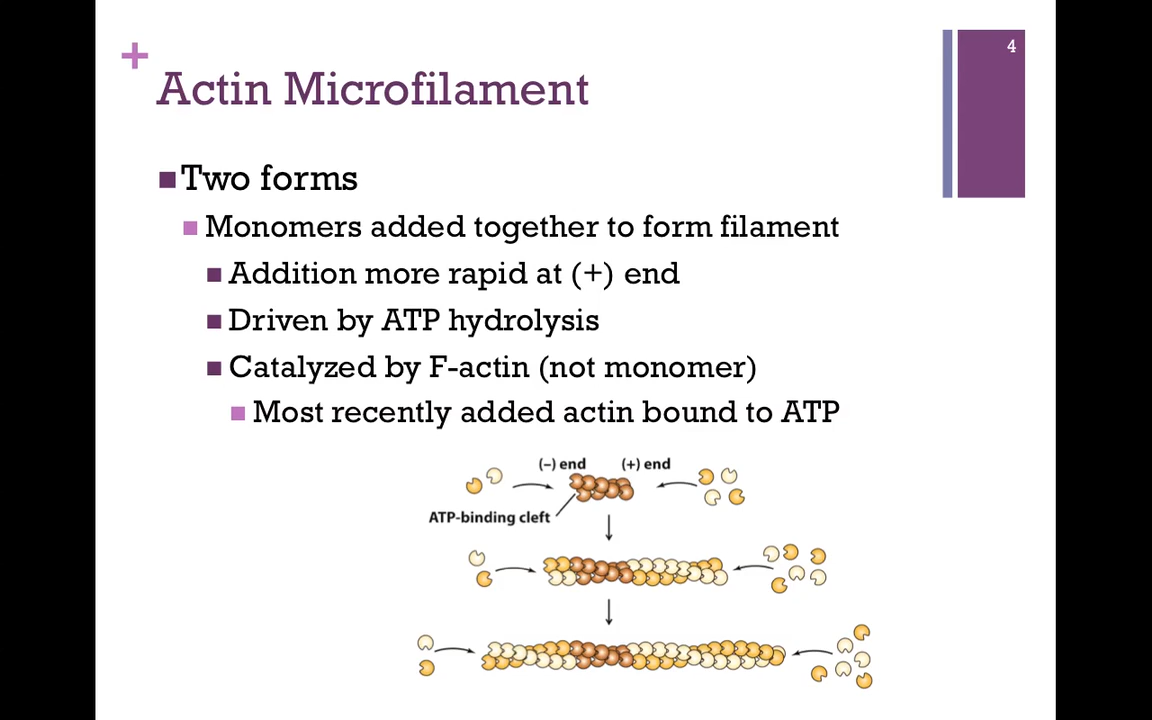 4
+
Actin Microfilament
Two forms
Monomers added together to form filament
Addition more rapid at (+) end
Driven by ATP hydrolysis
Catalyzed by F-actin (not monomer)
Most recently added actin bound to ATP
(–) end (+) end
ATP-binding cleft